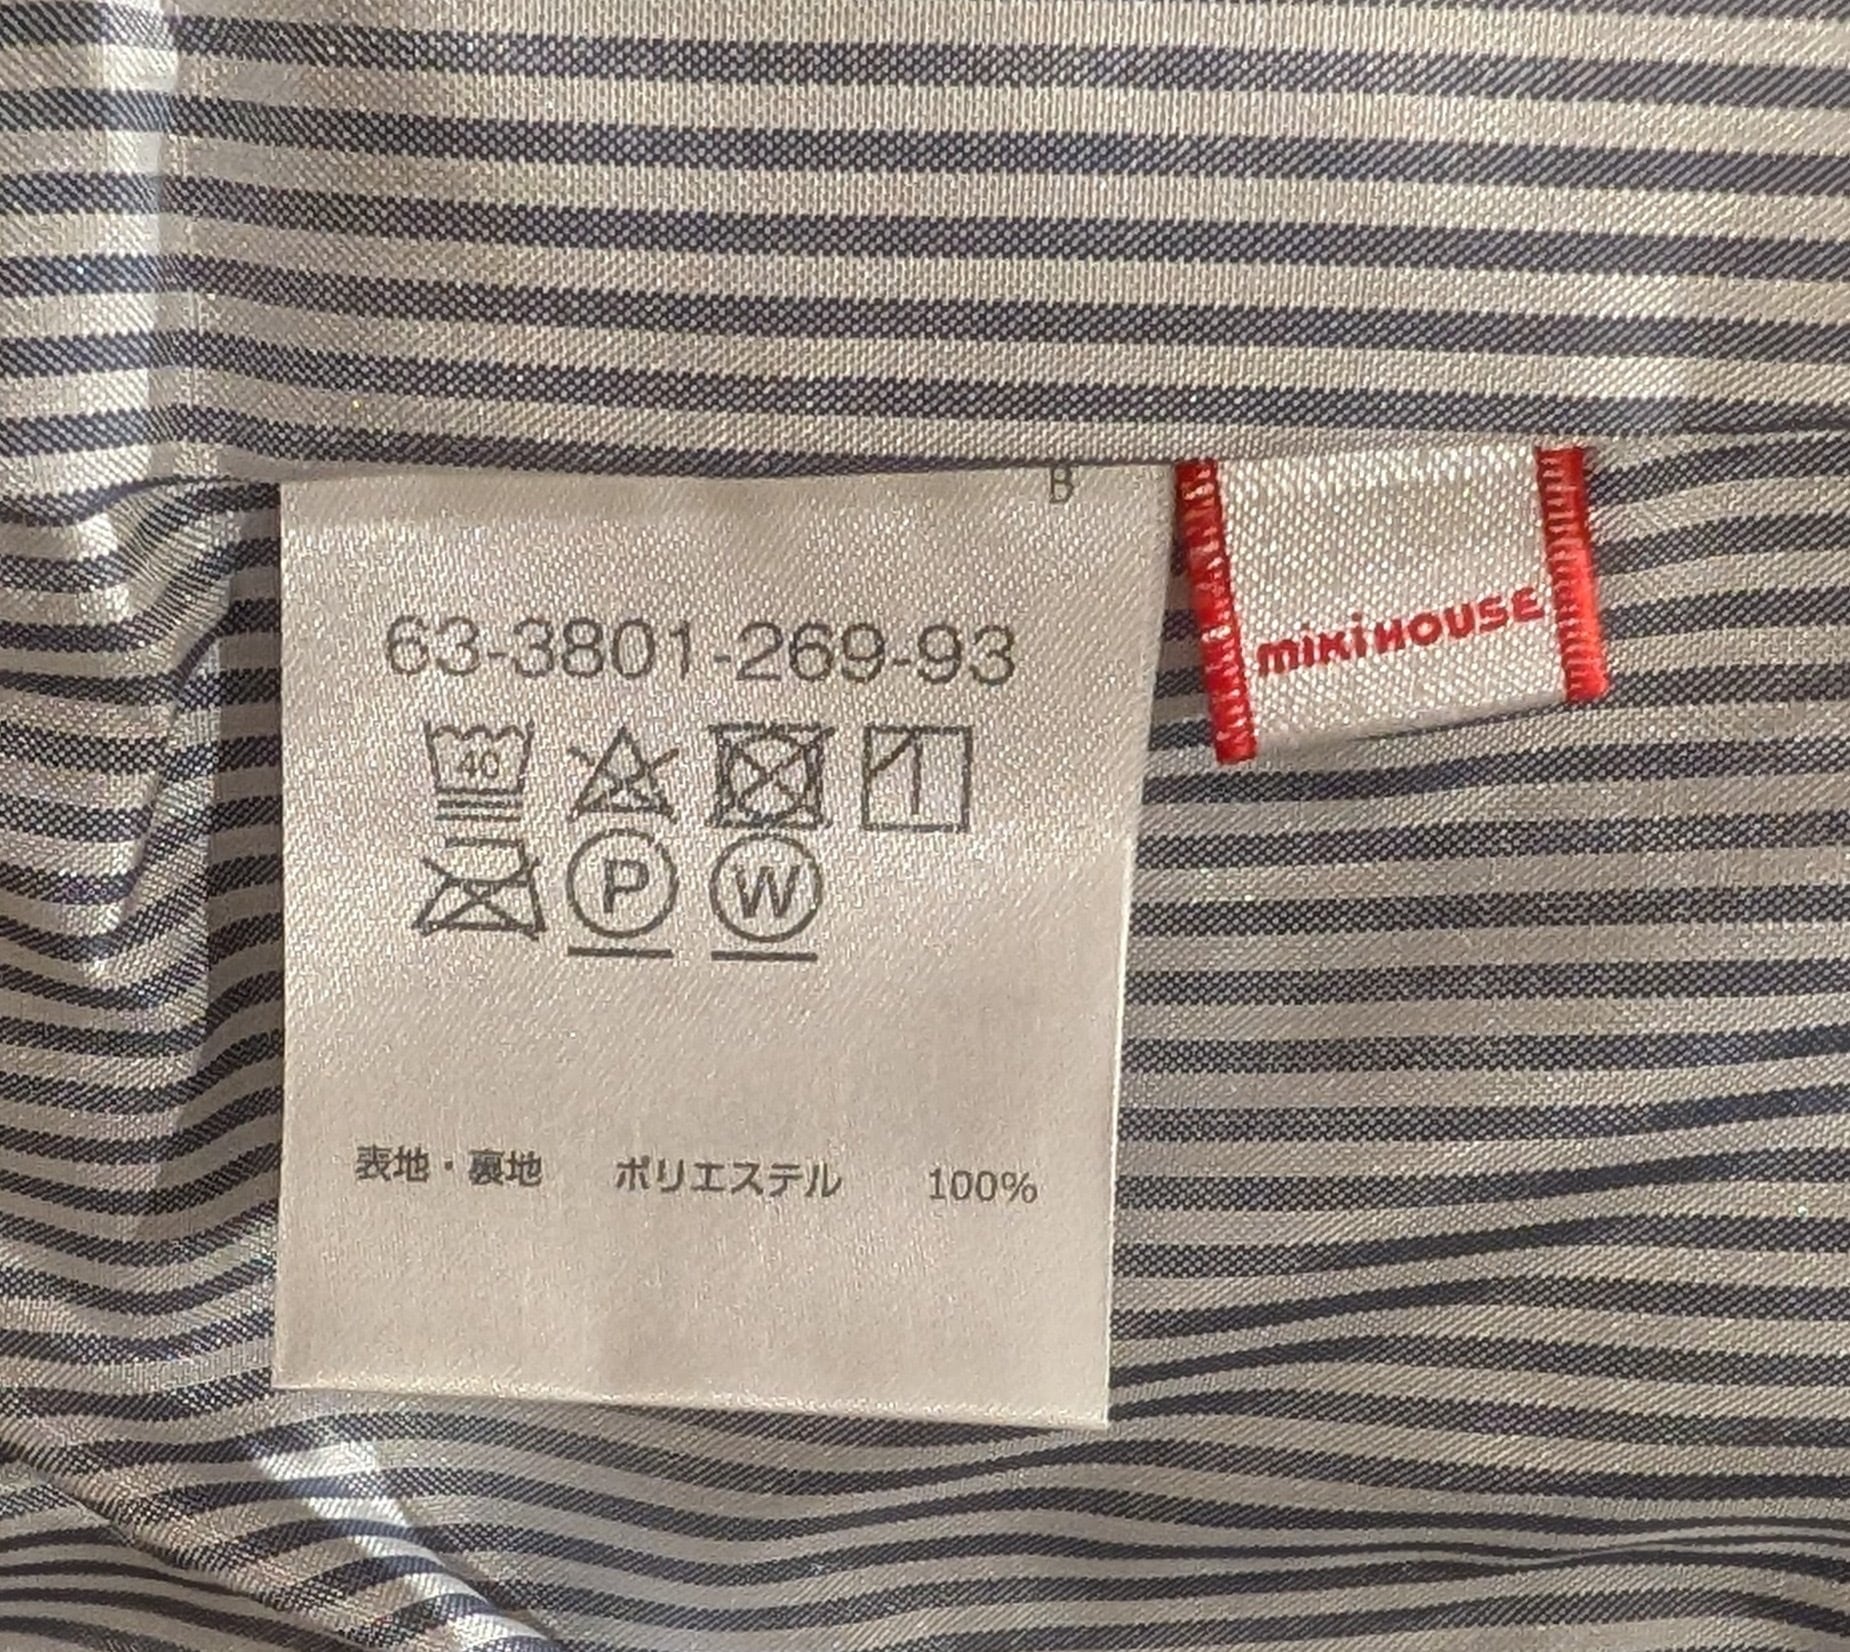 B
63-3801-269-93
mikiHOUSE
40
P W
表地・裏地 ポリエステル 100%